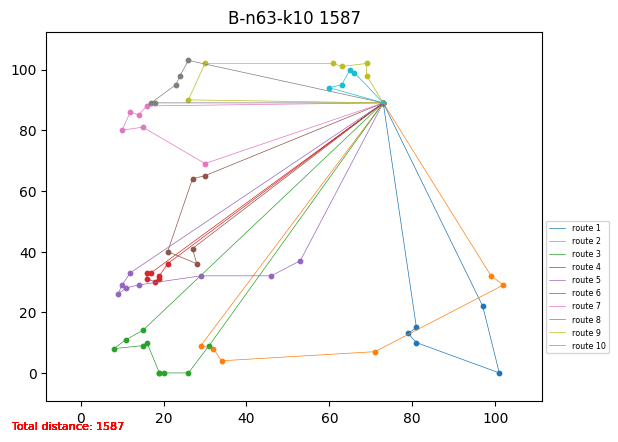 B-n63-k10 1587
100
80
60
40
20
0
0
20
40
60
80
100
route 1
route 2
route 3
route 4
route 5
route 6
route 7
route 8
route 9
route 10
Total distance: 1587